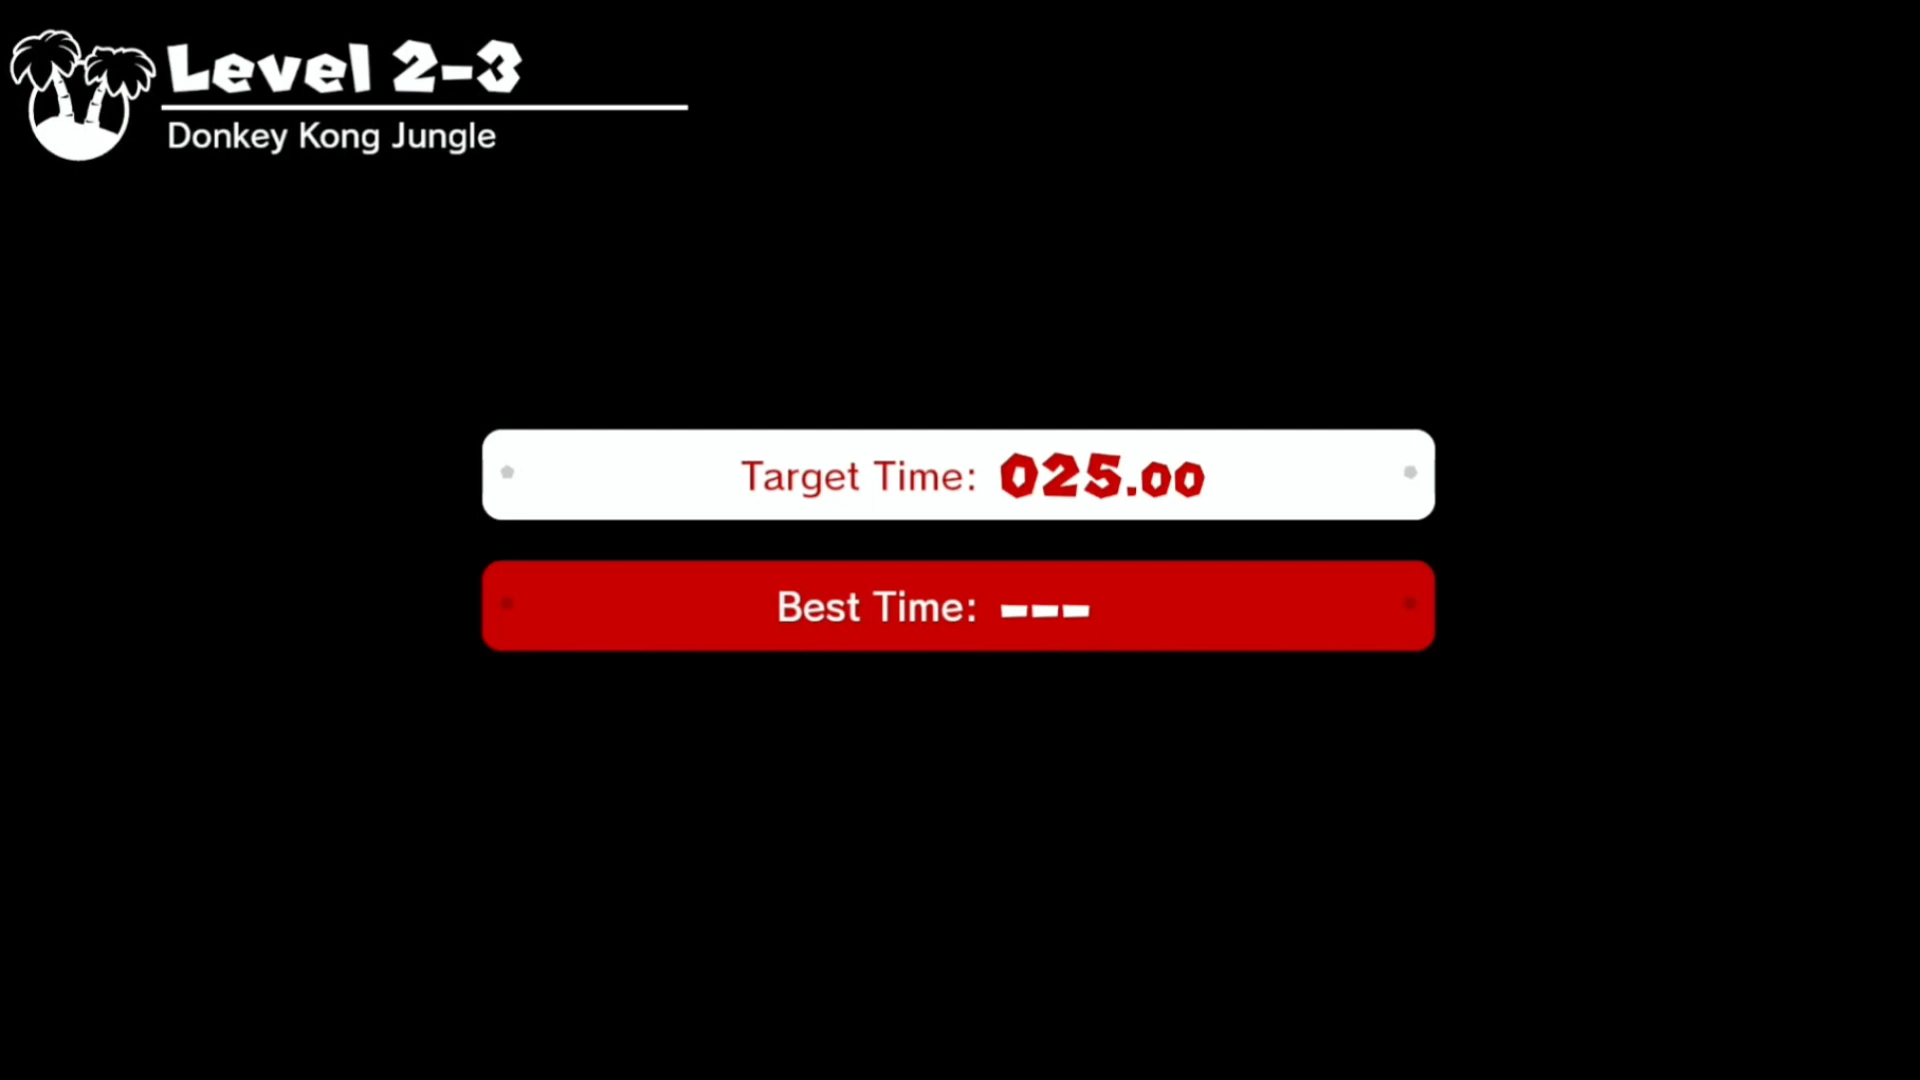 Level 2-3
Donkey Kong Jungle
Target Time: 025.00
Best Time: ---